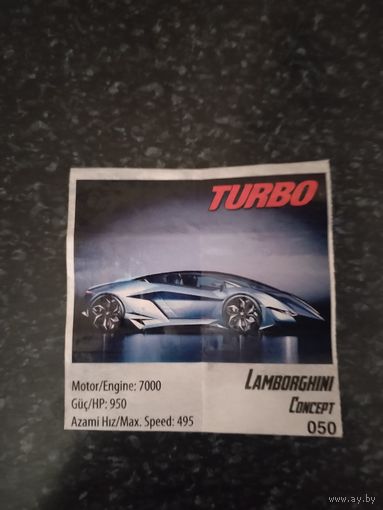 TURBO
Motor/Engine: 7000
Güç/HP: 950
Azami Hız/Max. Speed: 495
LAMBORGHINI
CONCEPT
050
www.ay.by